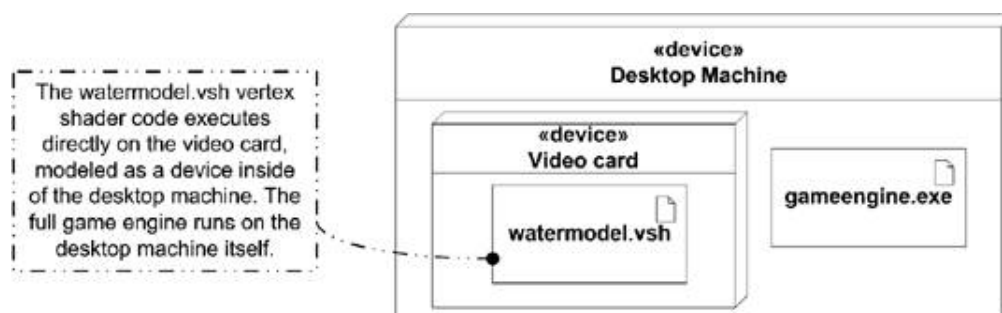 The watermodel.vsh vertex
shader code executes
directly on the video card,
modeled as a device inside
of the desktop machine. The
full game engine runs on the
desktop machine itself.
«device»
Desktop Machine
«device»
Video card
watermodel.vsh
gameengine.exe